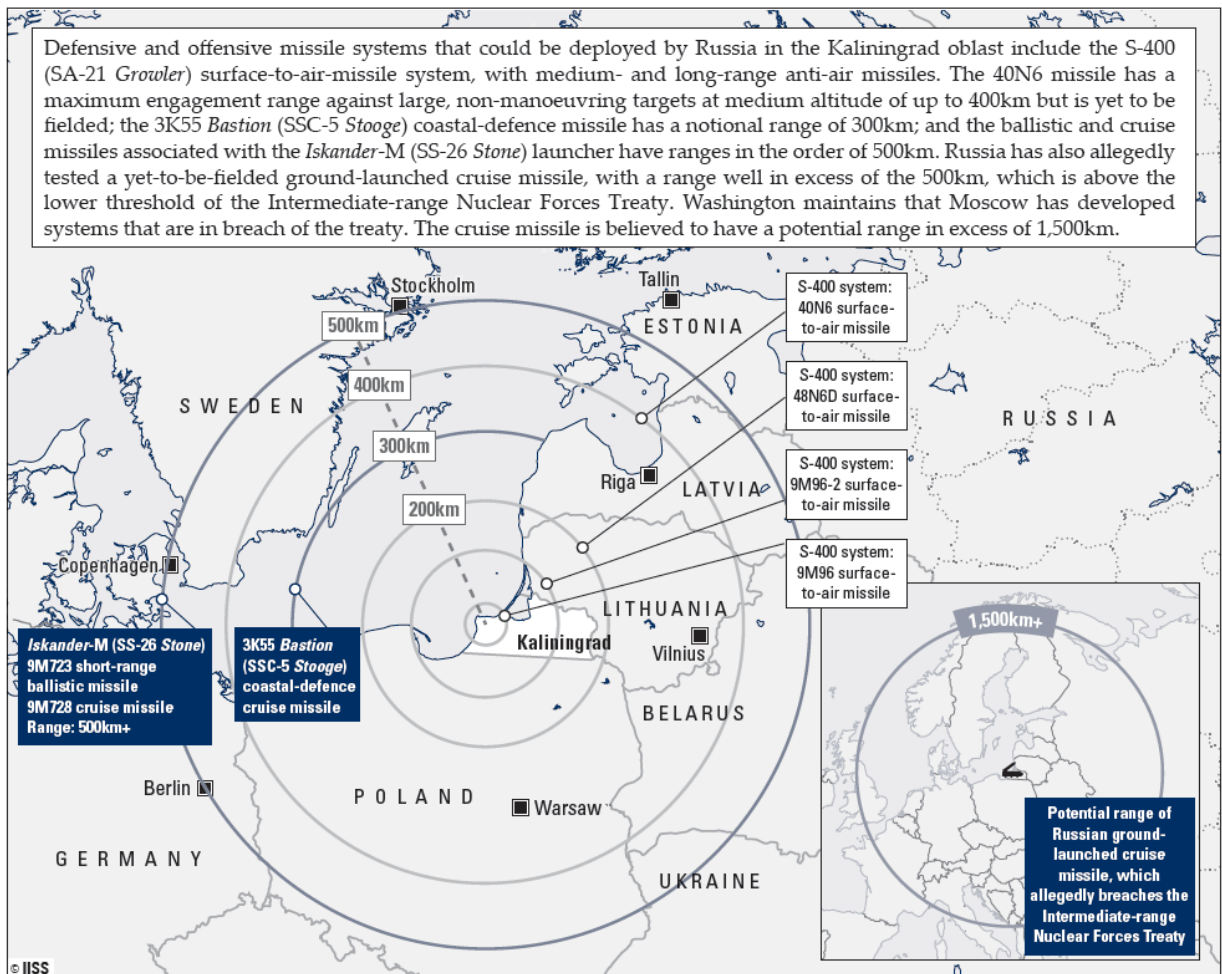 Defensive and offensive missile systems that could be deployed by Russia in the Kaliningrad oblast include the S-400
(SA-21 Growler) surface-to-air-missile system, with medium- and long-range anti-air missiles. The 40N6 missile has a
maximum engagement range against large, non-manoeuvring targets at medium altitude of up to 400km but is yet to be
fielded; the 3K55 Bastion (SSC-5 Stooge) coastal-defence missile has a notional range of 300km; and the ballistic and cruise
missiles associated with the Iskander-M (SS-26 Stone) launcher have ranges in the order of 500km. Russia has also allegedly
tested a yet-to-be-fielded ground-launched cruise missile, with a range well in excess of the 500km, which is above the
lower threshold of the Intermediate-range Nuclear Forces Treaty. Washington maintains that Moscow has developed
systems that are in breach of the treaty. The cruise missile is believed to have a potential range in excess of 1,500km.
Stockholm
Tallin
ESTONIA
S-400 system:
40N6 surface-
to-air missile
500km
400km
SWEDEN
300km
200km
S-400 system:
48N6D surface-
to-air missile
RUSSIA
Riga
LATVIA
S-400 system:
9M96-2 surface-
to-air missile
Copenhagen
S-400 system:
9M96 surface-
to-air missile
LITHUANIA
Kaliningrad
Vilnius
Iskander-M (SS-26 Stone)
9M723 short-range
ballistic missile
9M728 cruise missile
Range: 500km+
3K55 Bastion
(SSC-5 Stooge)
coastal-defence
cruise missile
BELARUS
1,500km+
Berlin
POLAND
Warsaw
GERMANY
UKRAINE
Potential range of
Russian ground-
launched cruise
missile, which
allegedly breaches the
Intermediate-range
Nuclear Forces Treaty
© IISS